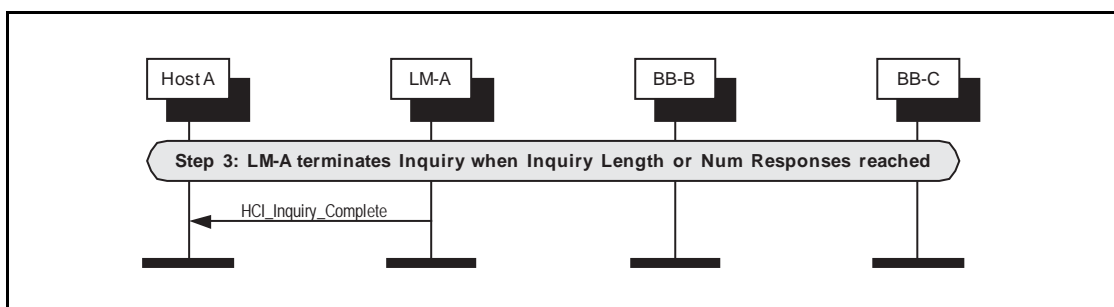 Host A
LM-A
BB-B
BB-C
Step 3: LM-A terminates Inquiry when Inquiry Length or Num Responses reached
HCI_Inquiry_Complete